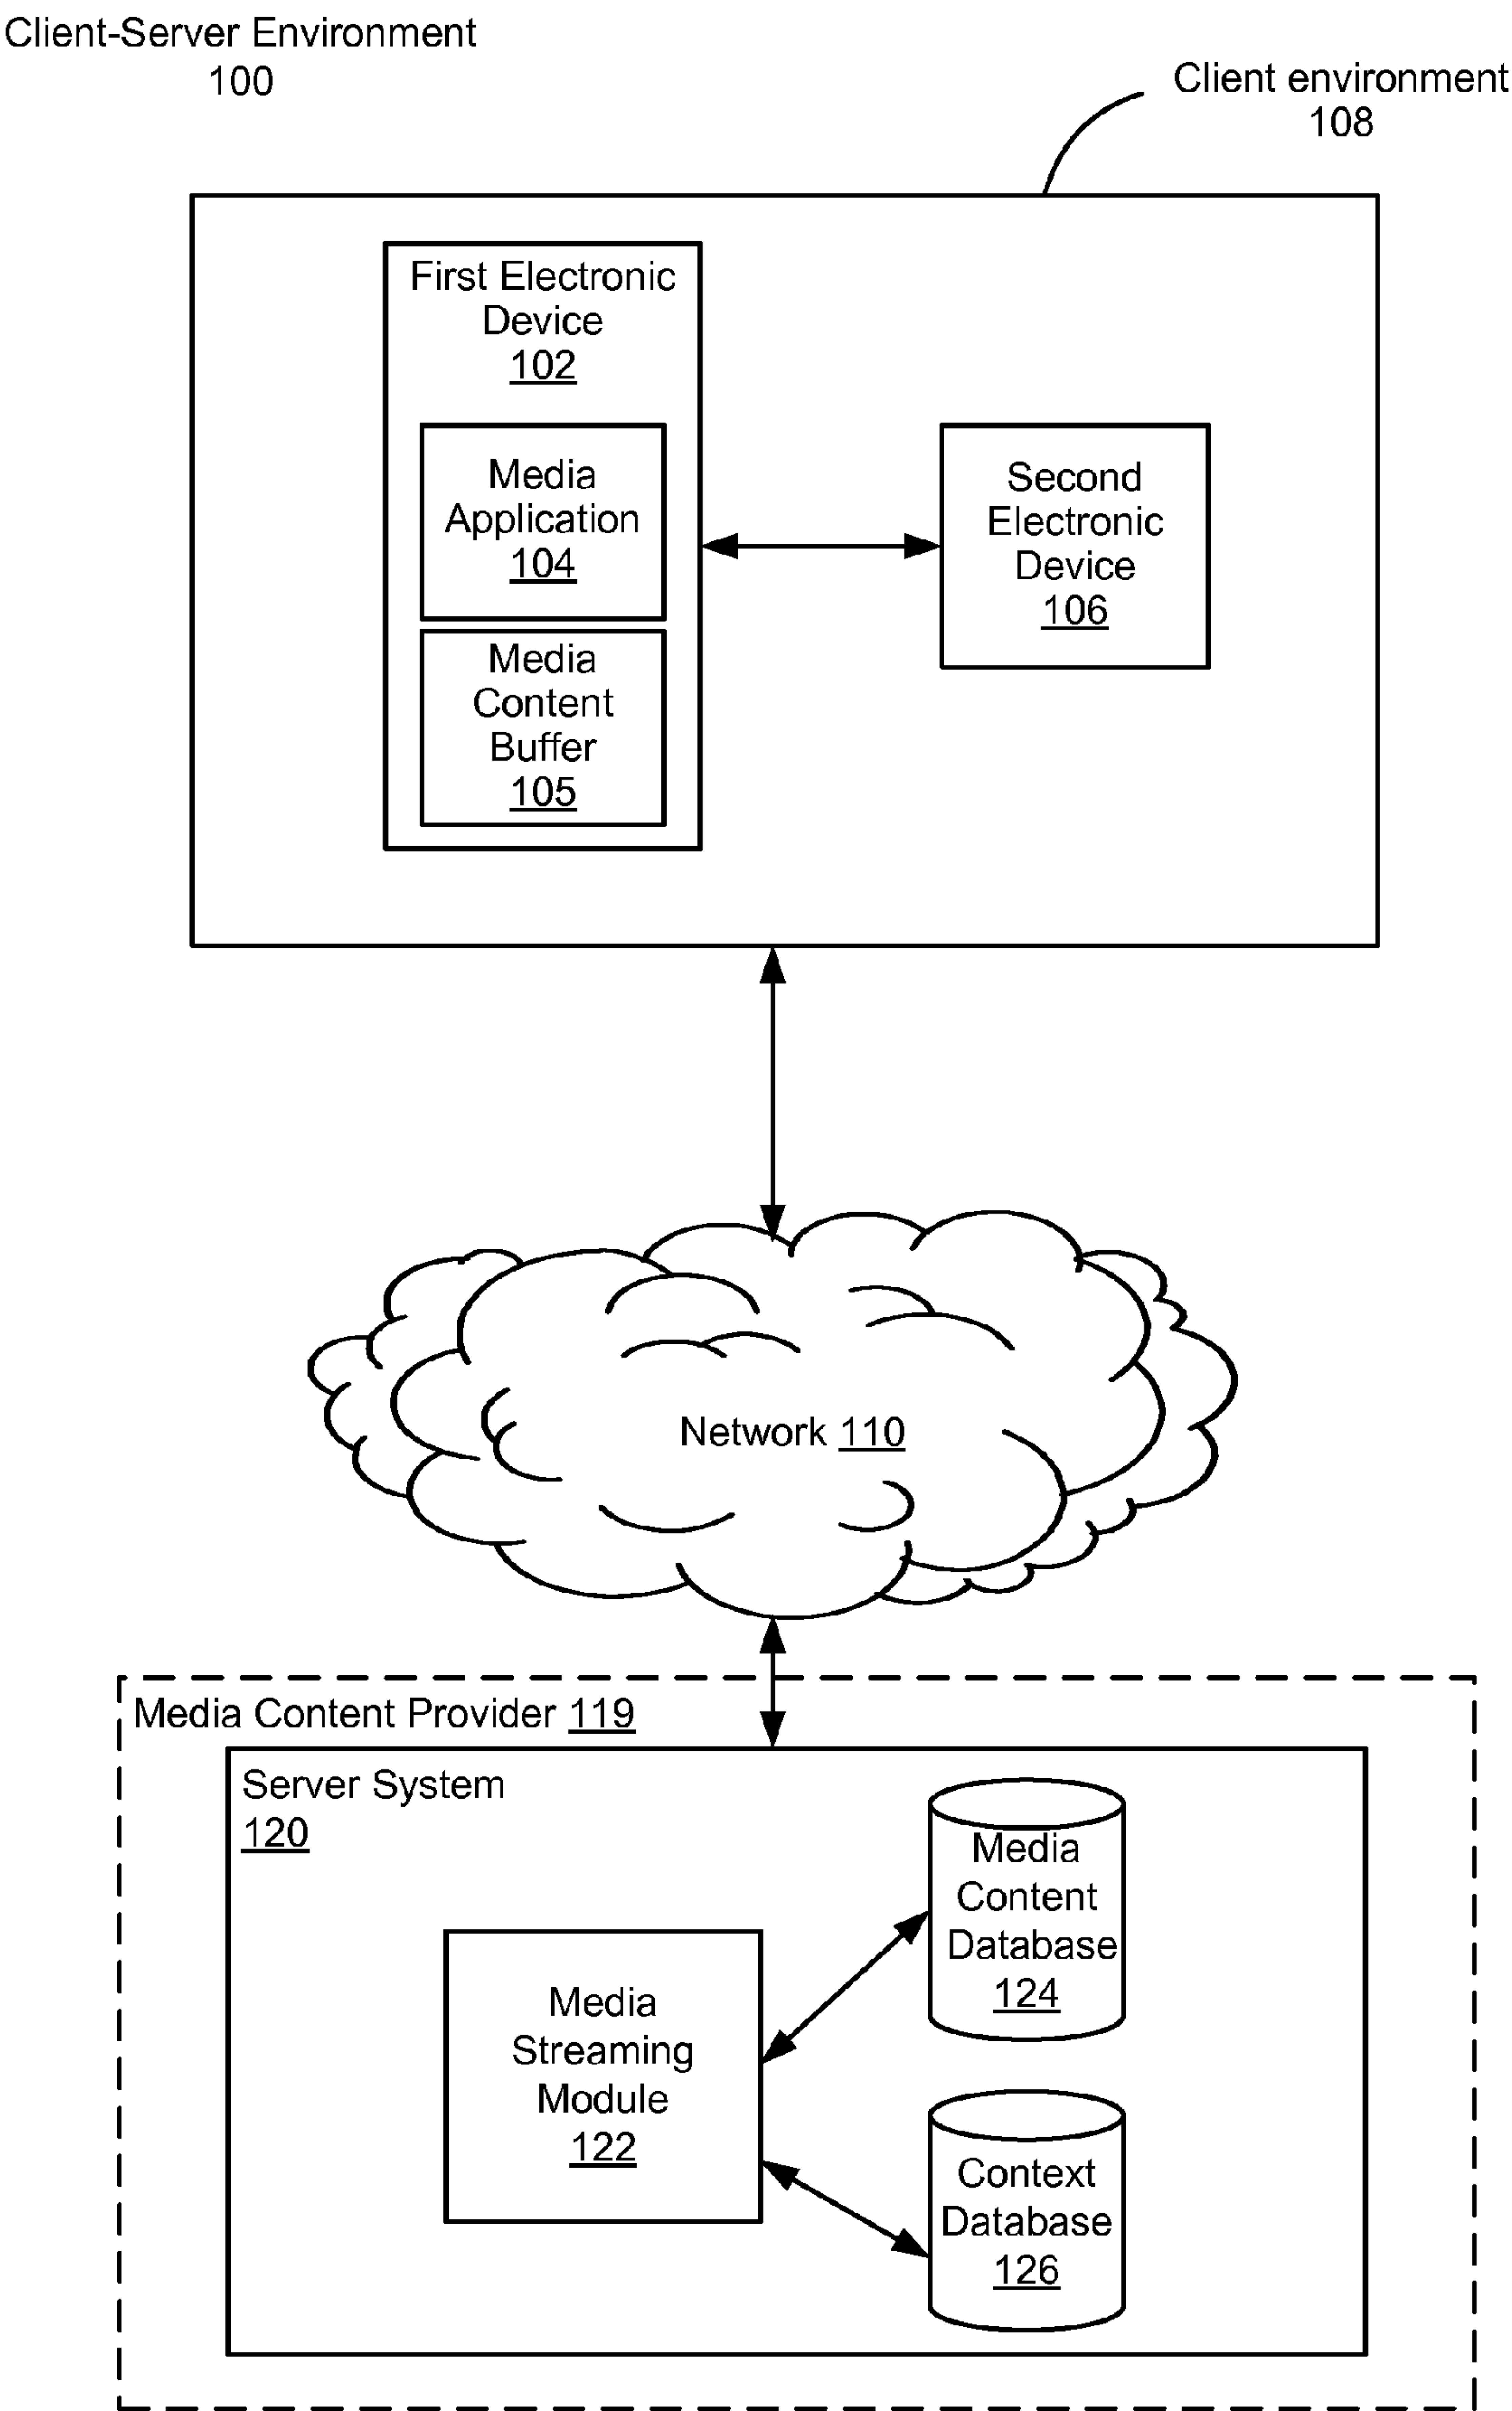 Client-Server Environment
100
Client environment
108
First Electronic
Device
102
Media
Application
104
Media
Content
Buffer
105
Second
Electronic
Device
106
Network 110
Media Content Provider 119
Server System
120
Media
Streaming
Module
122
Media
Content
Database
124
Context
Database
126